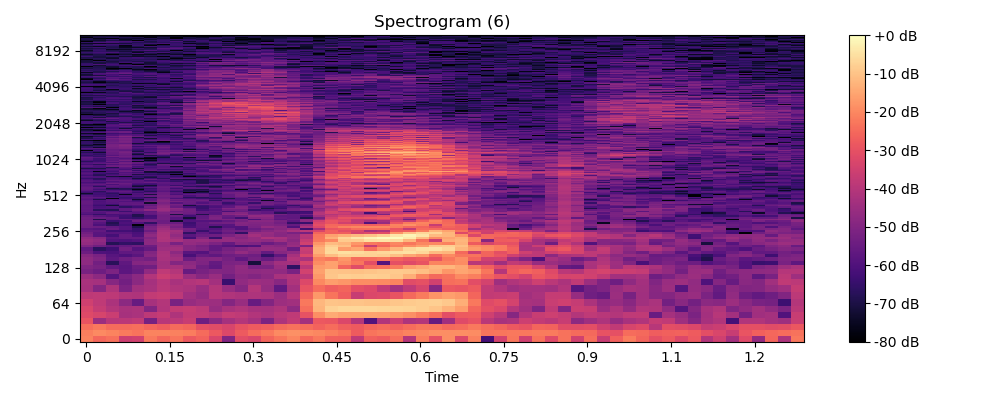 Spectrogram (6)
8192
4096
2048
1024
512
256
128
64
0
Hz
0 0.15 0.3 0.45 0.6 0.75 0.9 1.1 1.2
Time
+0 dB
-10 dB
-20 dB
-30 dB
-40 dB
-50 dB
-60 dB
-70 dB
-80 dB